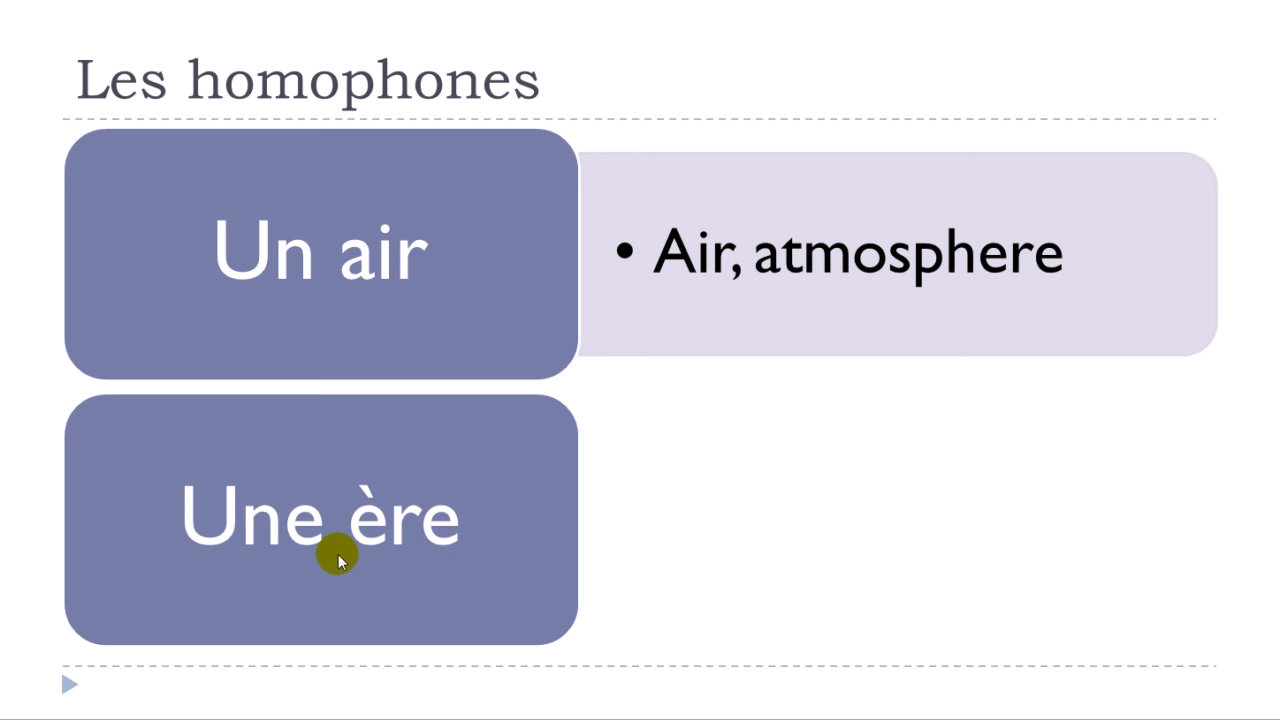 Les homophones
Un air
• Air, atmosphere
Une ère